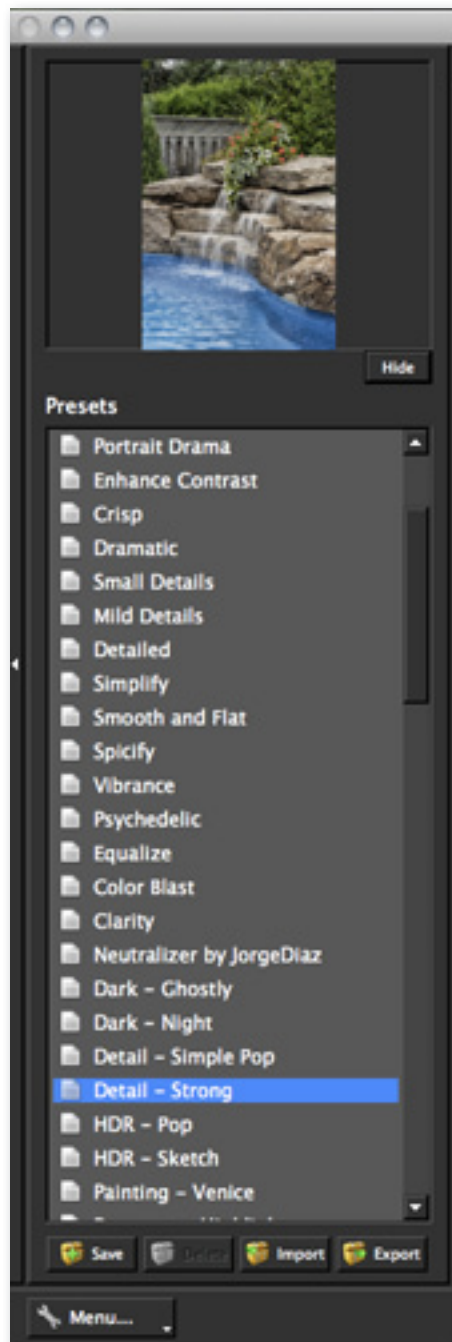 Hide
Presets
Portrait Drama
Enhance Contrast
Crisp
Dramatic
Small Details
Mild Details
Detailed
Simplify
Smooth and Flat
Spicify
Vibrance
Psychedelic
Equalize
Color Blast
Clarity
Neutralizer by JorgeDiaz
Dark – Ghostly
Dark – Night
Detail – Simple Pop
Detail – Strong
HDR – Pop
HDR – Sketch
Painting – Venice
Save Delete Import Export
Menu....